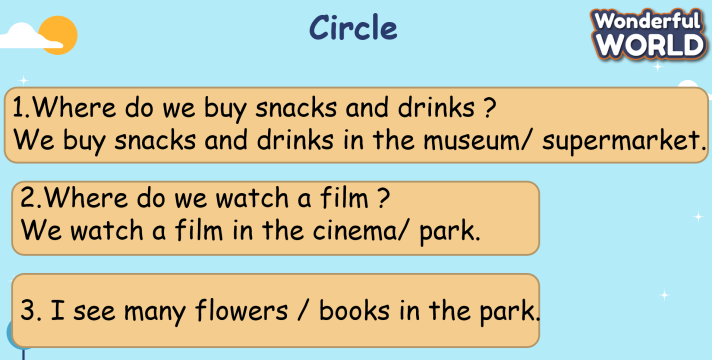 Circle
Wonderful
WORLD
1.Where do we buy snacks and drinks ?
We buy snacks and drinks in the museum/ supermarket.
2.Where do we watch a film ?
We watch a film in the cinema/ park.
3. I see many flowers / books in the park.